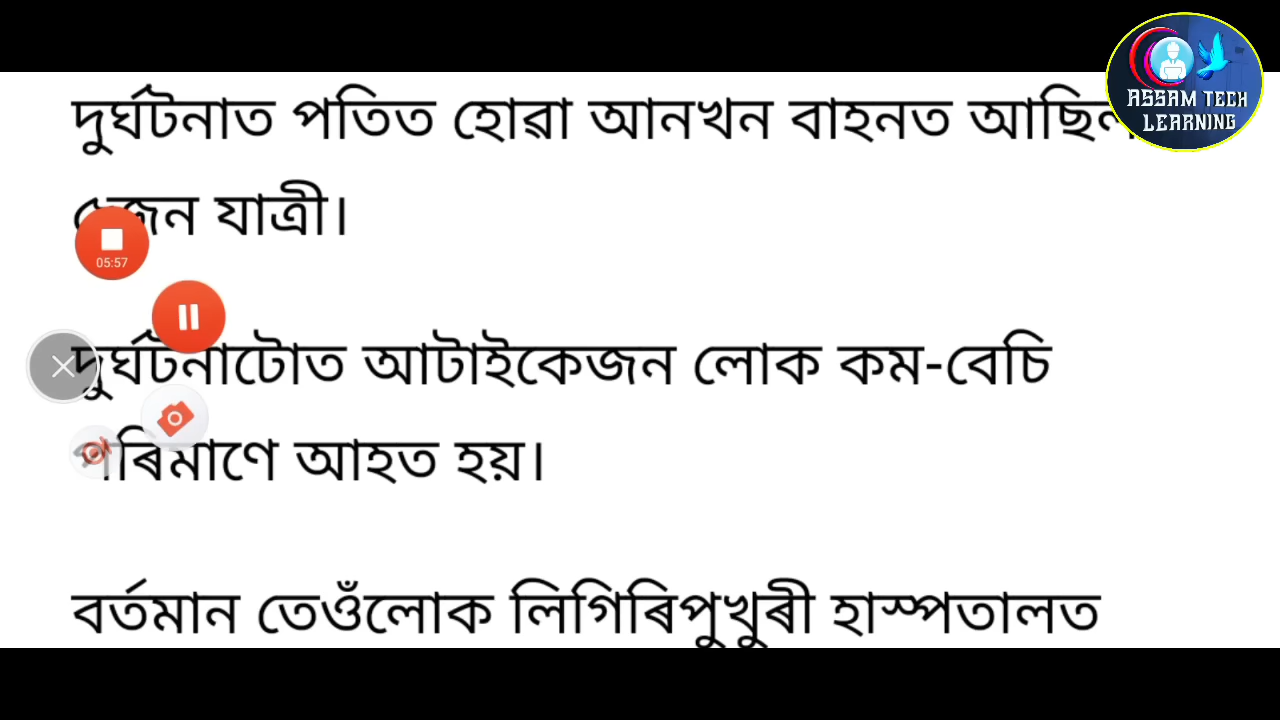 দুৰ্ঘটনাত পতিত হোৱা আনখন বাহনত আছিল
যাত্ৰী।
দুৰ্ঘটনাটোত আটাইকেজন লোক কম-বেচি
পৰিমাণে আহত হয়।
বৰ্তমান তেওঁলোক লিগিৰিপুখুৰী হাস্পতালত
ASSAM TECH
LEARNING
05:57